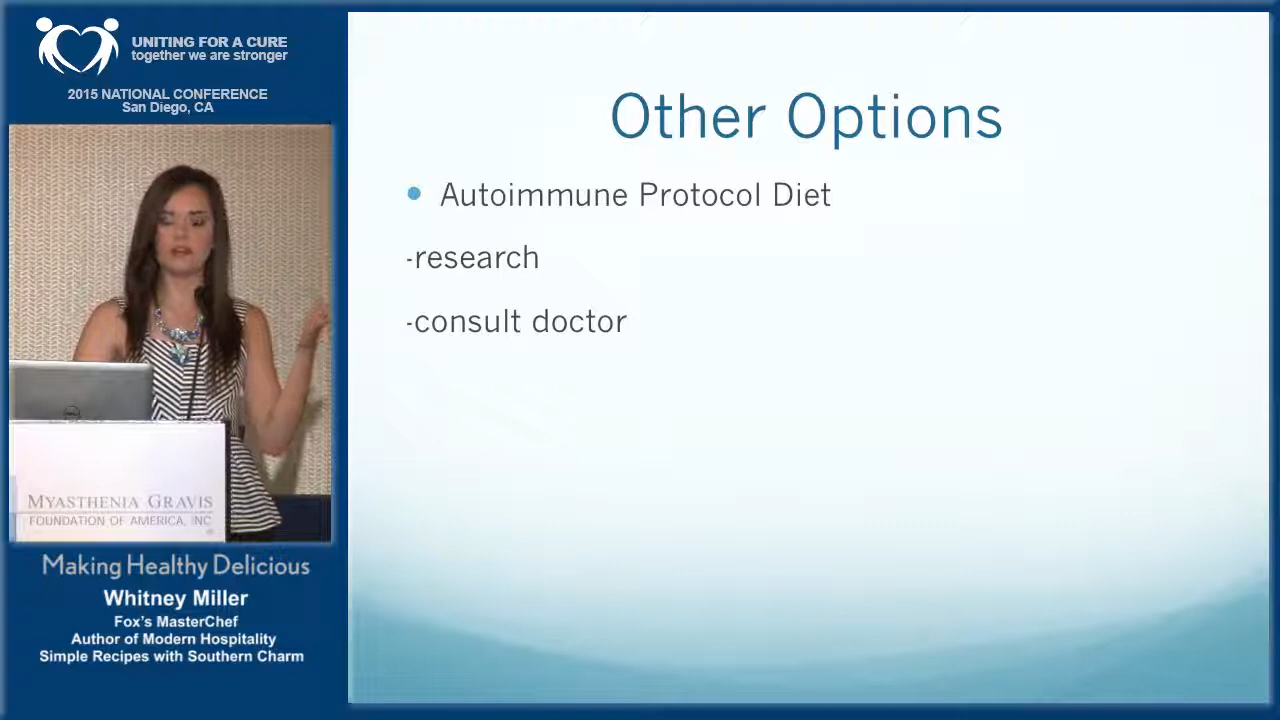 UNITING FOR A CURE
together we are stronger
2015 NATIONAL CONFERENCE
San Diego, CA
Other Options
• Autoimmune Protocol Diet
-research
-consult doctor
MYASTHENIA GRAVIS
FOUNDATION OF AMERICA, INC
Making Healthy Delicious
Whitney Miller
Fox's MasterChef
Author of Modern Hospitality
Simple Recipes with Southern Charm